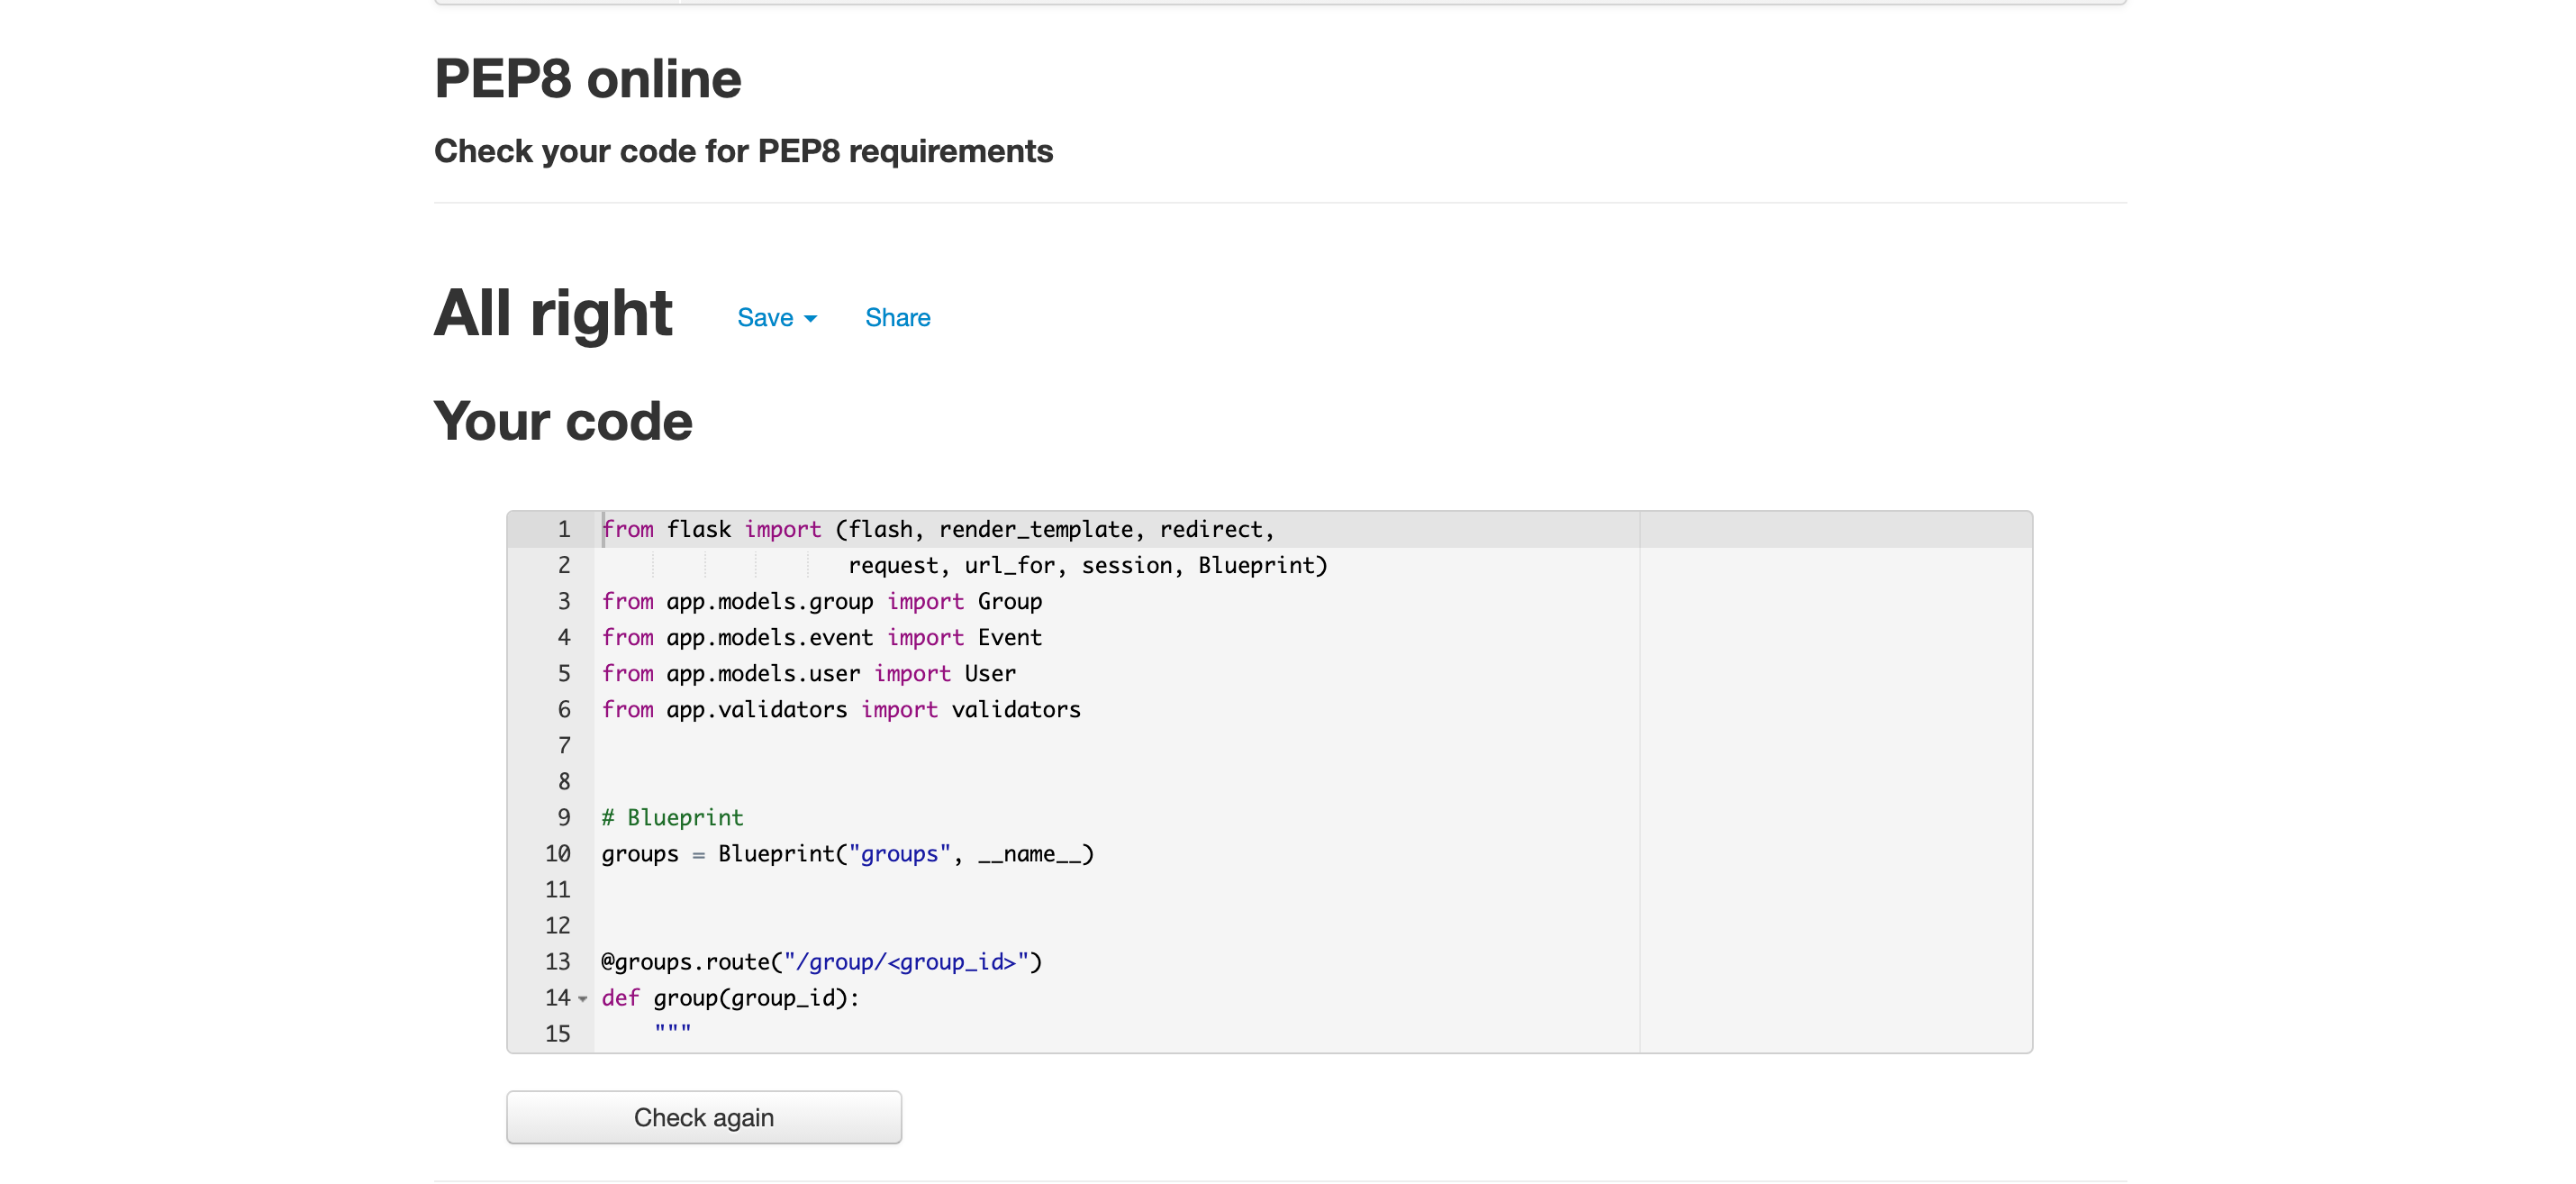 PEP8 online
Check your code for PEP8 requirements
All right Save Share
Your code
1 from flask import (flash, render_template, redirect,
2                    request, url_for, session, Blueprint)
3 from app.models.group import Group
4 from app.models.event import Event
5 from app.models.user import User
6 from app.validators import validators
7
8
9 # Blueprint
10 groups = Blueprint("groups", __name__)
11
12
13 @groups.route("/group/<group_id>")
14 def group(group_id):
15     """
Check again